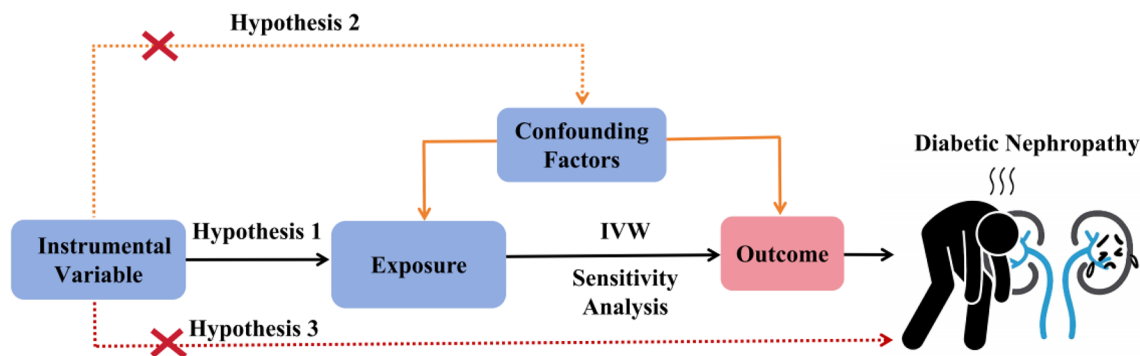 Hypothesis 2
Confounding
Factors
Diabetic Nephropathy
Instrumental
Variable
Hypothesis 1
Exposure
IVW
Sensitivity
Analysis
Outcome
Hypothesis 3